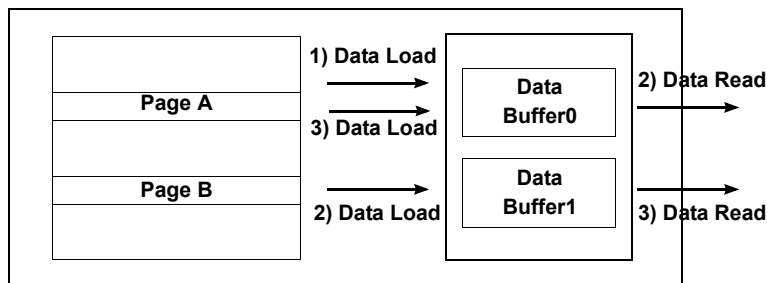 1) Data Load
Page A
3) Data Load
Data
Buffer0
2) Data Read
Page B
2) Data Load
Data
Buffer1
3) Data Read